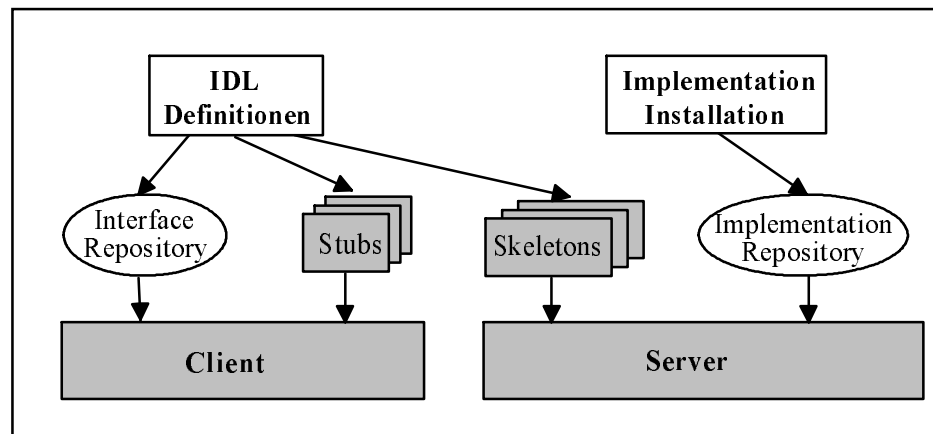 IDL
Definitionen
Implementation
Installation
Interface
Repository
Stubs
Skeletons
Implementation
Repository
Client
Server